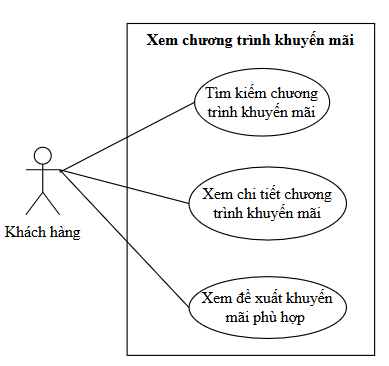 Xem chương trình khuyến mãi
Tìm kiếm chương
trình khuyến mãi
Xem chi tiết chương
trình khuyến mãi
Khách hàng
Xem đề xuất khuyến
mãi phù hợp